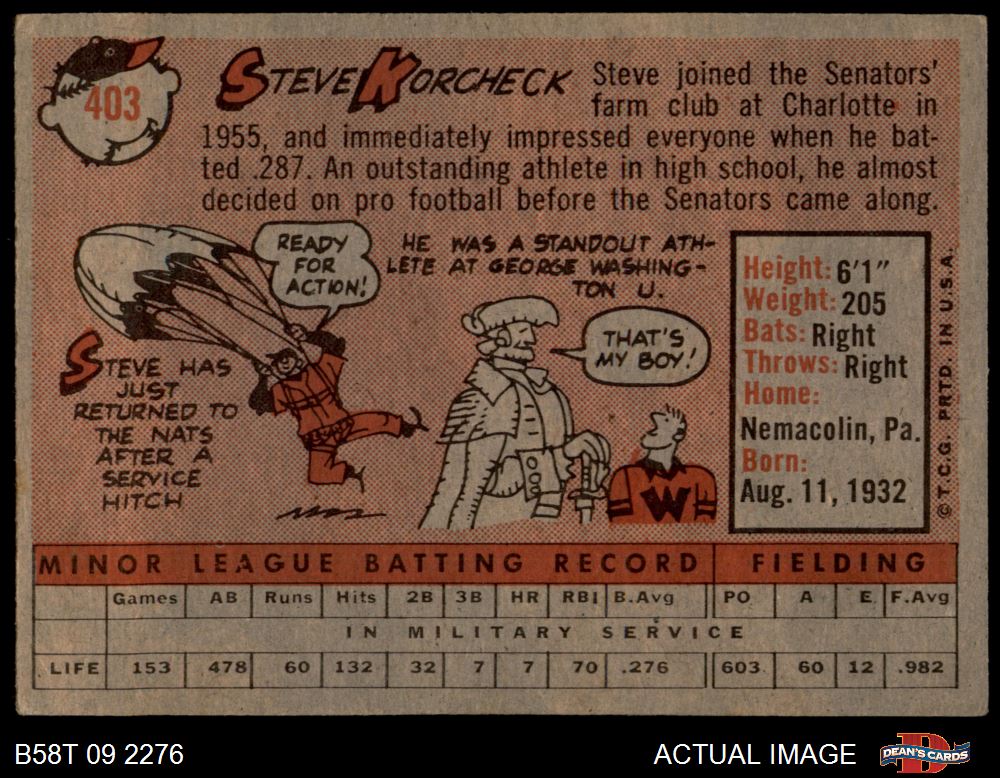 403
STEVE KORCHECK
Steve joined the Senators'
farm club at Charlotte in
1955, and immediately impressed everyone when he bat-
ted .287. An outstanding athlete in high school, he almost
decided on pro football before the Senators came along.
READY
FOR
ACTION!
STEVE HAS
JUST
RETURNED TO
THE NATS
AFTER A
SERVICE
HITCH
HE WAS A STANDOUT ATH-
LETE AT GEORGE WASHING-
TON U.
THAT'S
MY BOY!
W
Height: 6'1"
Weight: 205
Bats: Right
Throws: Right
Home:
Nemacolin, Pa.
Born:
Aug. 11, 1932
© T.C.G. PRTD. IN U.S.A.
MINOR LEAGUE BATTING RECORD FIELDING
Games AB Runs Hits 2B 3B HR RBI B.Avg PO A E F.Avg
IN MILITARY SERVICE
LIFE 153 478 60 132 32 7 7 70 .276 603 60 12 .982
B58T 09 2276
ACTUAL IMAGE
DEAN'S CARDS